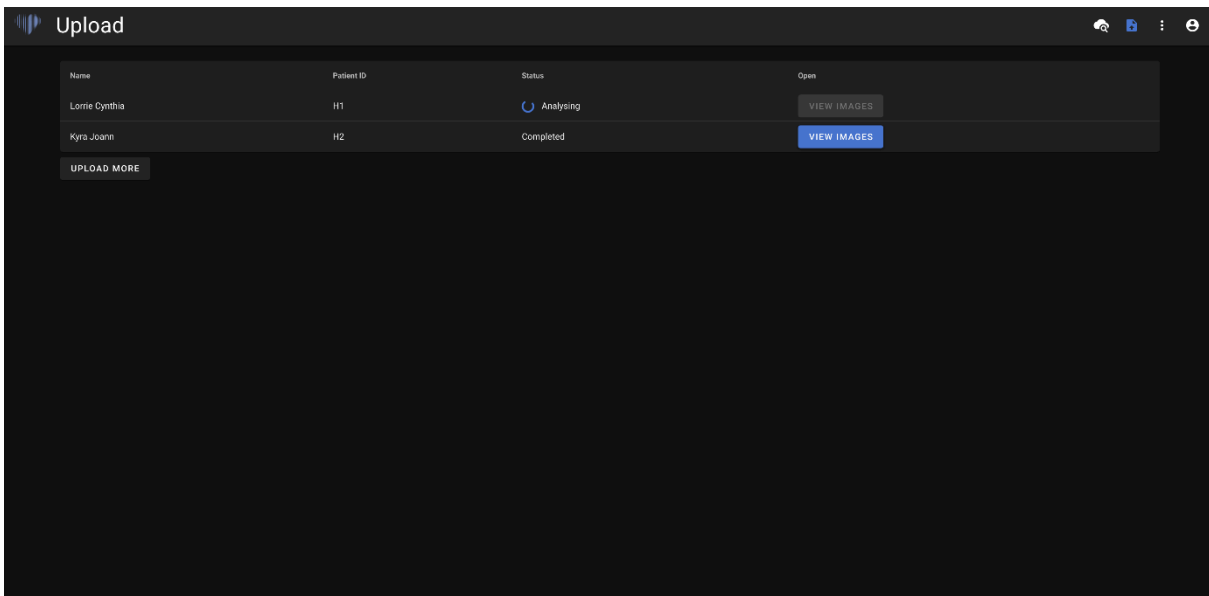 Upload
Name Patient ID Status Open
Lorrie Cynthia H1 Analysing VIEW IMAGES
Kyra Joann H2 Completed VIEW IMAGES
UPLOAD MORE